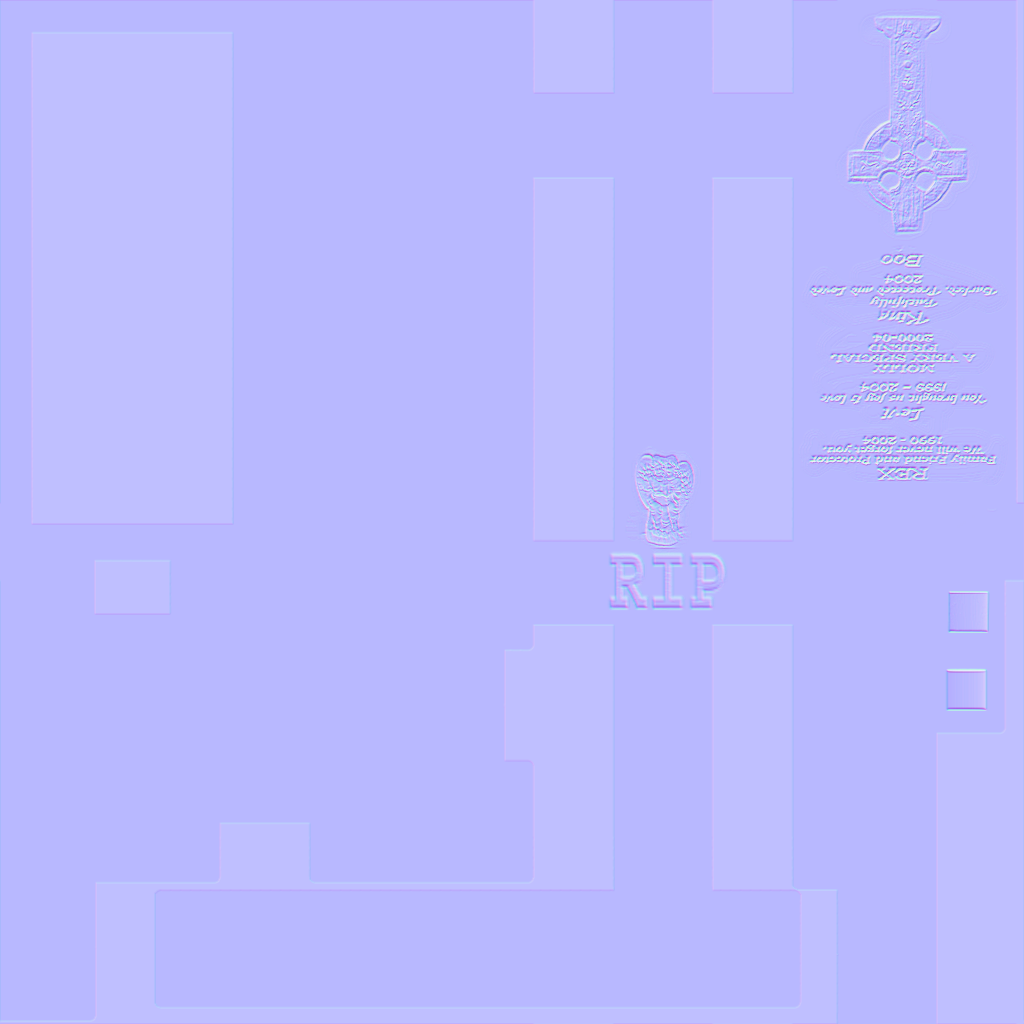 RIP
REX
Family Friend and Protector
We will never forget you.
1990 - 2004
Levi
You brought us joy & love
1999 - 2004
MOLLY
A VERY SPECIAL
FRIEND
2000-04
King
Faithfully
2004
Boo